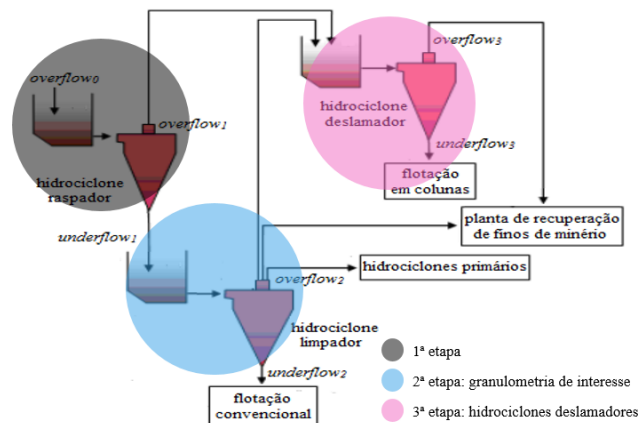 overflow0
overflow1
hidrociclone
raspador
underflow1
overflow3
hidrociclone
deslamador
underflow3
flotação
em colunas
planta de recuperação
de finos de minério
overflow2
hidrociclones primários
hidrociclone
limpador
underflow2
flotação
convencional
1ª etapa
2ª etapa: granulometria de interesse
3ª etapa: hidrociclones deslamadores